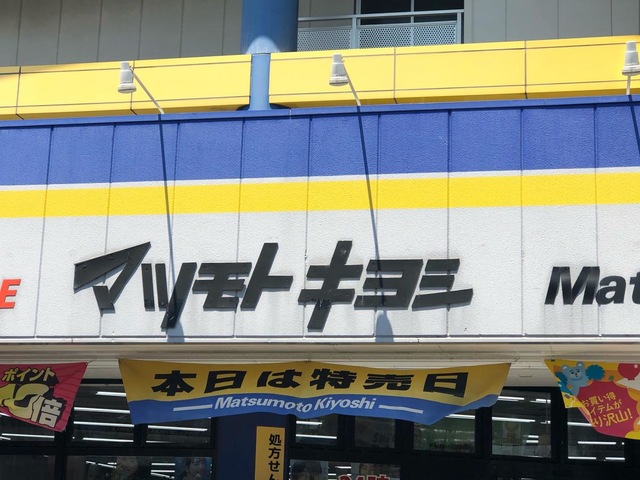 E
マツモトキヨシ
Mat
ポイント
倍
本日は特売日
Matsumoto Kiyoshi
お買い得
アイテムが
り沢山!
処方せん